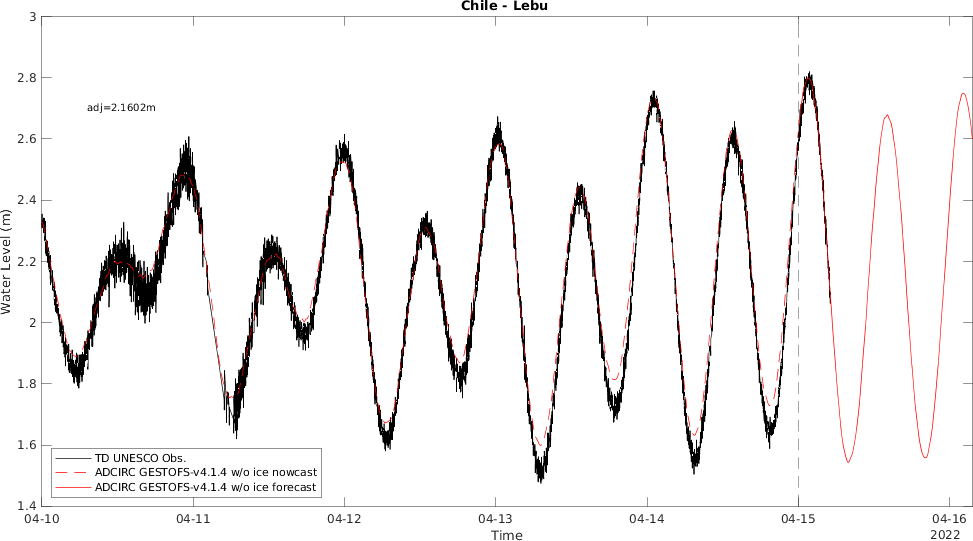 Chile - Lebu
3
2.8
2.6
2.4
2.2
2
1.8
1.6
1.4
Water Level (m)
adj=2.1602m
TD UNESCO Obs.
ADCIRC GESTOFS-v4.1.4 w/o ice nowcast
ADCIRC GESTOFS-v4.1.4 w/o ice forecast
04-10 04-11 04-12 04-13 04-14 04-15 04-16
Time
2022